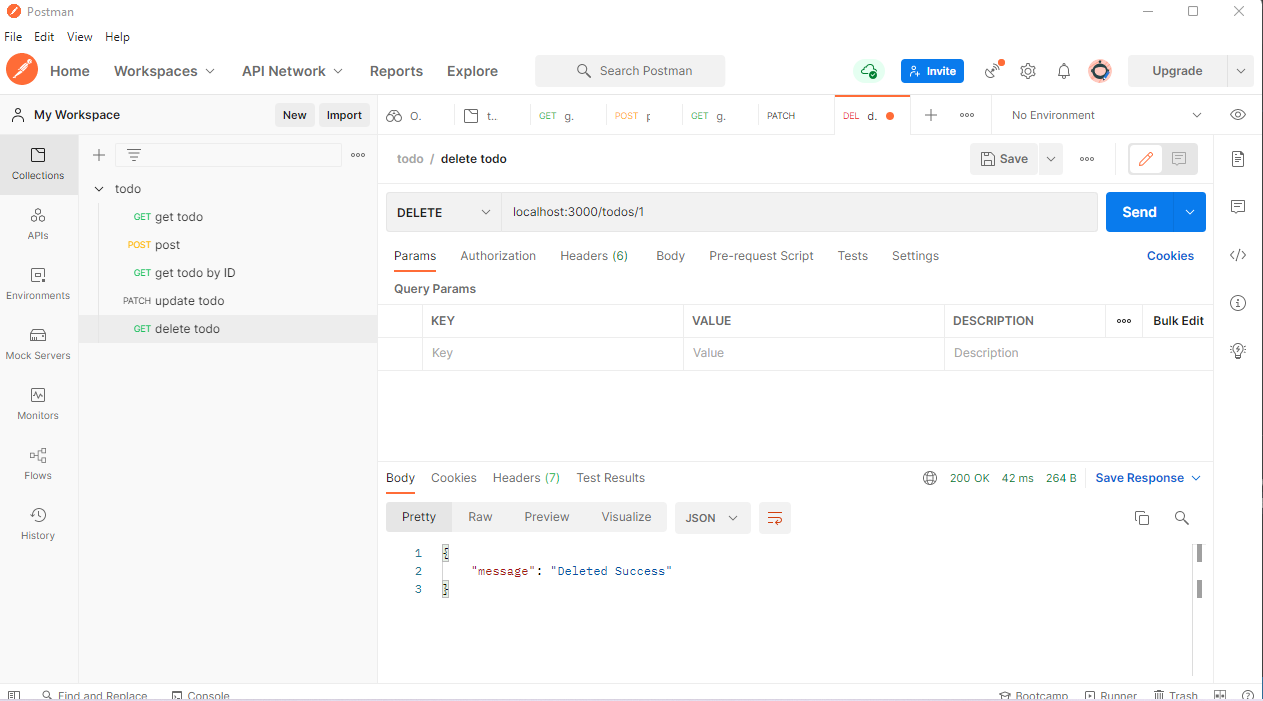 Postman
File Edit View Help
Home Workspaces API Network Reports Explore Search Postman Invite Upgrade
My Workspace New Import
O. t.. GET g. POST GET g. PATCH DEL d. No Environment
Collections
APIs
Environments
Mock Servers
Monitors
Flows
History
todo
GET get todo
POST post
GET get todo by ID
PATCH update todo
GET delete todo
todo / delete todo Save
DELETE localhost:3000/todos/1 Send
Params Authorization Headers (6) Body Pre-request Script Tests Settings Cookies
Query Params
KEY VALUE DESCRIPTION Bulk Edit
Key Value Description
Body Cookies Headers (7) Test Results 200 OK 42 ms 264 B Save Response
Pretty Raw Preview Visualize JSON
1 {
2 "message": "Deleted Success"
3 }
Find and Replace Console Bootcamp Runner Trash